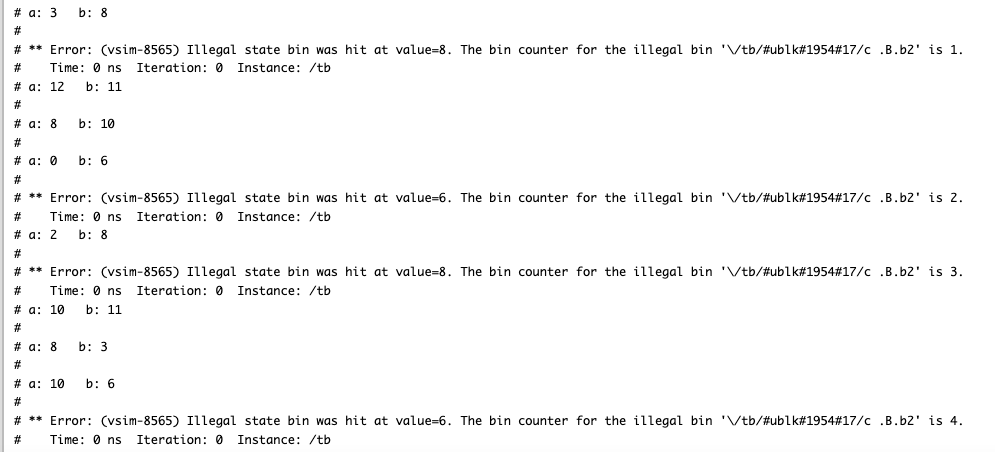 # a: 3   b: 8
#
# ** Error: (vsim-8565) Illegal state bin was hit at value=8. The bin counter for the illegal bin '\/tb/#ublk#1954#17/c .B.b2' is 1.
#    Time: 0 ns  Iteration: 0  Instance: /tb
# a: 12   b: 11
#
# a: 8   b: 10
#
# a: 0   b: 6
#
# ** Error: (vsim-8565) Illegal state bin was hit at value=6. The bin counter for the illegal bin '\/tb/#ublk#1954#17/c .B.b2' is 2.
#    Time: 0 ns  Iteration: 0  Instance: /tb
# a: 2   b: 8
#
# ** Error: (vsim-8565) Illegal state bin was hit at value=8. The bin counter for the illegal bin '\/tb/#ublk#1954#17/c .B.b2' is 3.
#    Time: 0 ns  Iteration: 0  Instance: /tb
# a: 10   b: 11
#
# a: 8   b: 3
#
# a: 10   b: 6
#
# ** Error: (vsim-8565) Illegal state bin was hit at value=6. The bin counter for the illegal bin '\/tb/#ublk#1954#17/c .B.b2' is 4.
#    Time: 0 ns  Iteration: 0  Instance: /tb